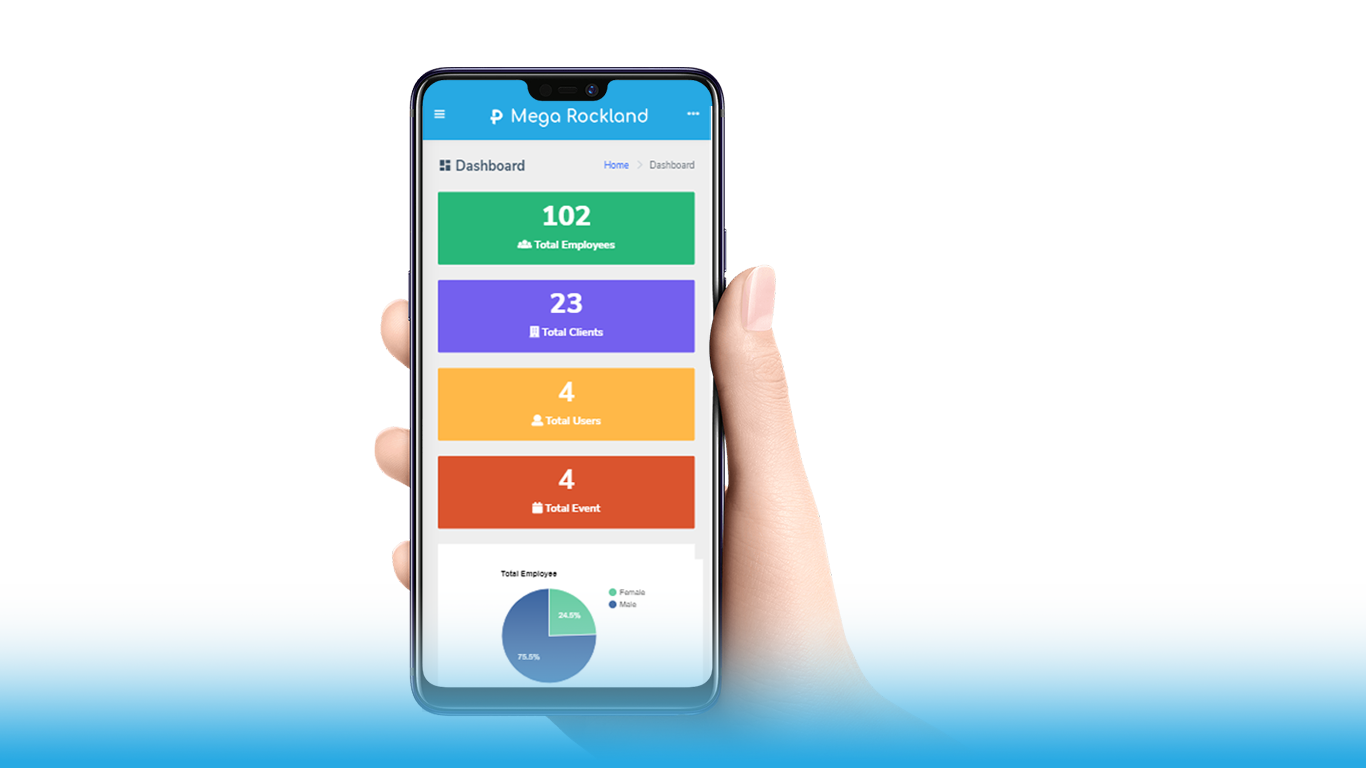 Mega Rockland
Dashboard
Home > Dashboard
102
Total Employees
23
Total Clients
4
Total Users
4
Total Event
Total Employee
Female
Male
24.5%
75.5%